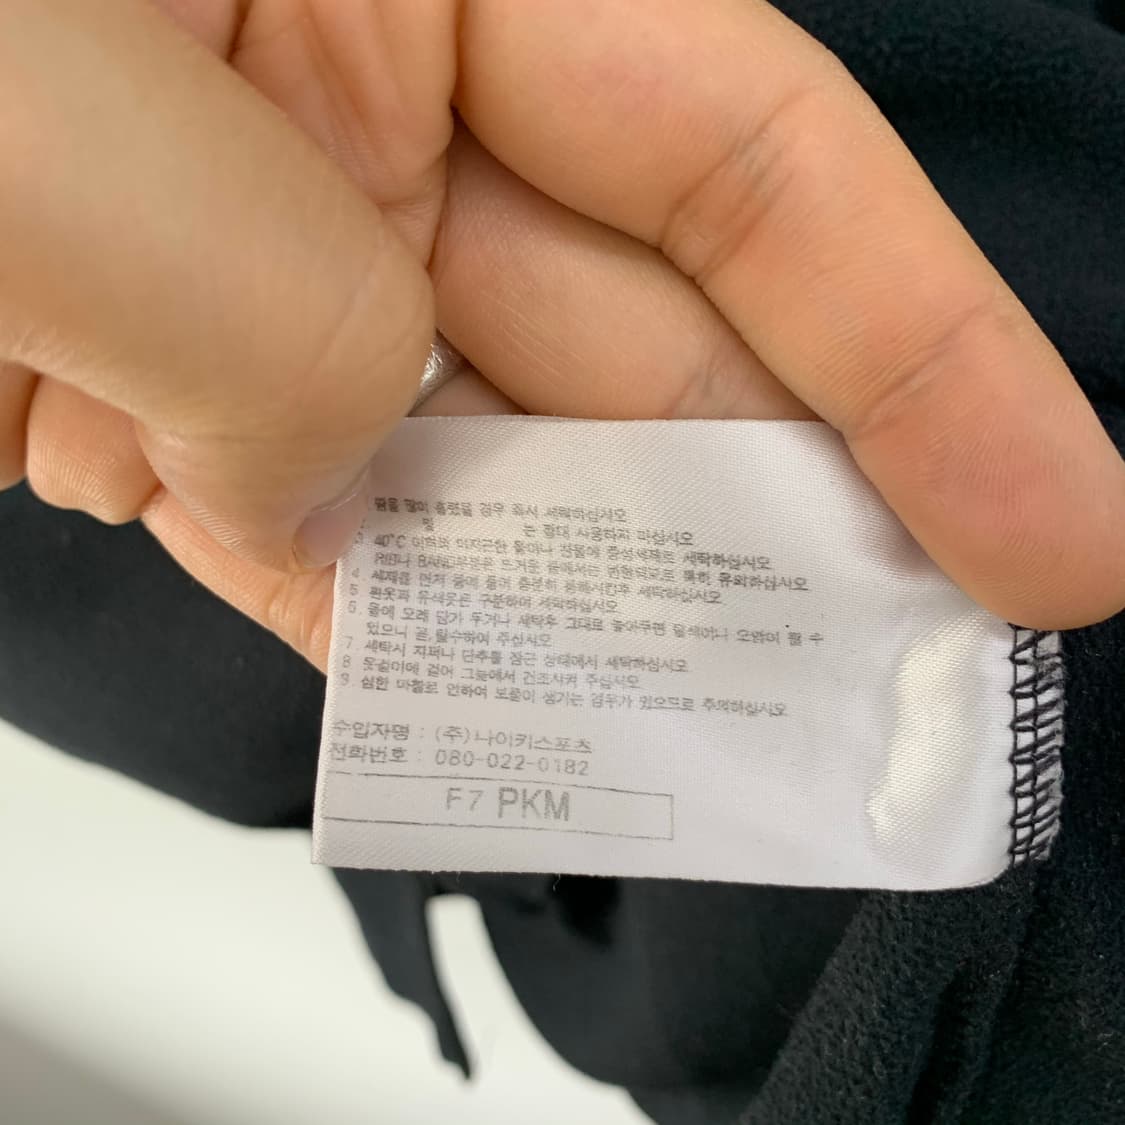 땀을 많이 흘렸을 경우 즉시 세탁하십시오
및 는 절대 사용하지 마십시오
3. 40°C 이하의 미지근한 물이나 찬물에 중성세제로 세탁하십시오
특히 유의하십시오
4. 세제를 먼저 물에 풀어 충분히 용해시킨후 세탁하십시오
5. 흰옷과 유색옷은 구분하여 세탁하십시오
6. 물에 오래 담가 두거나 세탁후 그대로 놓아두면 탈색이나 오염이 될 수
있으니 곧 탈수하여 주십시오
7. 세탁시 지퍼나 단추를 잠근 상태에서 세탁하십시오
8. 옷걸이에 걸어 그늘에서 건조시켜 주십시오
9. 심한 마찰로 인하여 보풀이 생기는 경우가 있으므로 주의하십시오
수입자명 : (주)나이키스포츠
전화번호 : 080-022-0182
F7 PKM